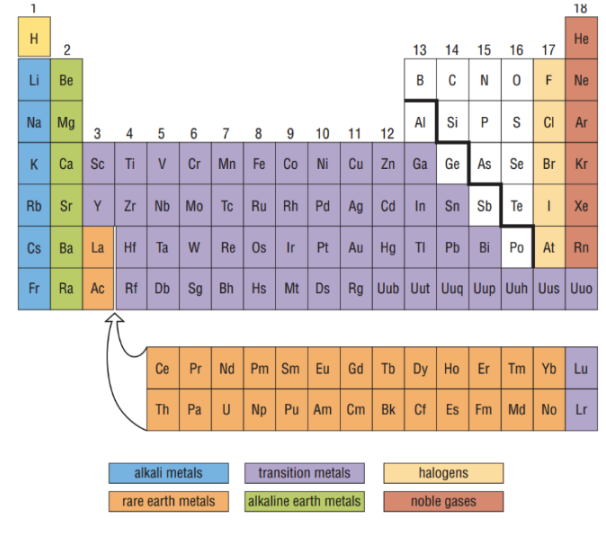 1 18
H He
2 13 14 15 16 17
Li Be B C N O F Ne
Na Mg Al Si P S Cl Ar
3 4 5 6 7 8 9 10 11 12
K Ca Sc Ti V Cr Mn Fe Co Ni Cu Zn Ga Ge As Se Br Kr
Rb Sr Y Zr Nb Mo Tc Ru Rh Pd Ag Cd In Sn Sb Te I Xe
Cs Ba La Hf Ta W Re Os Ir Pt Au Hg Tl Pb Bi Po At Rn
Fr Ra Ac Rf Db Sg Bh Hs Mt Ds Rg Uub Uut Uuq Uup Uuh Uus Uuo
Ce Pr Nd Pm Sm Eu Gd Tb Dy Ho Er Tm Yb Lu
Th Pa U Np Pu Am Cm Bk Cf Es Fm Md No Lr
alkali metals transition metals halogens
rare earth metals alkaline earth metals noble gases